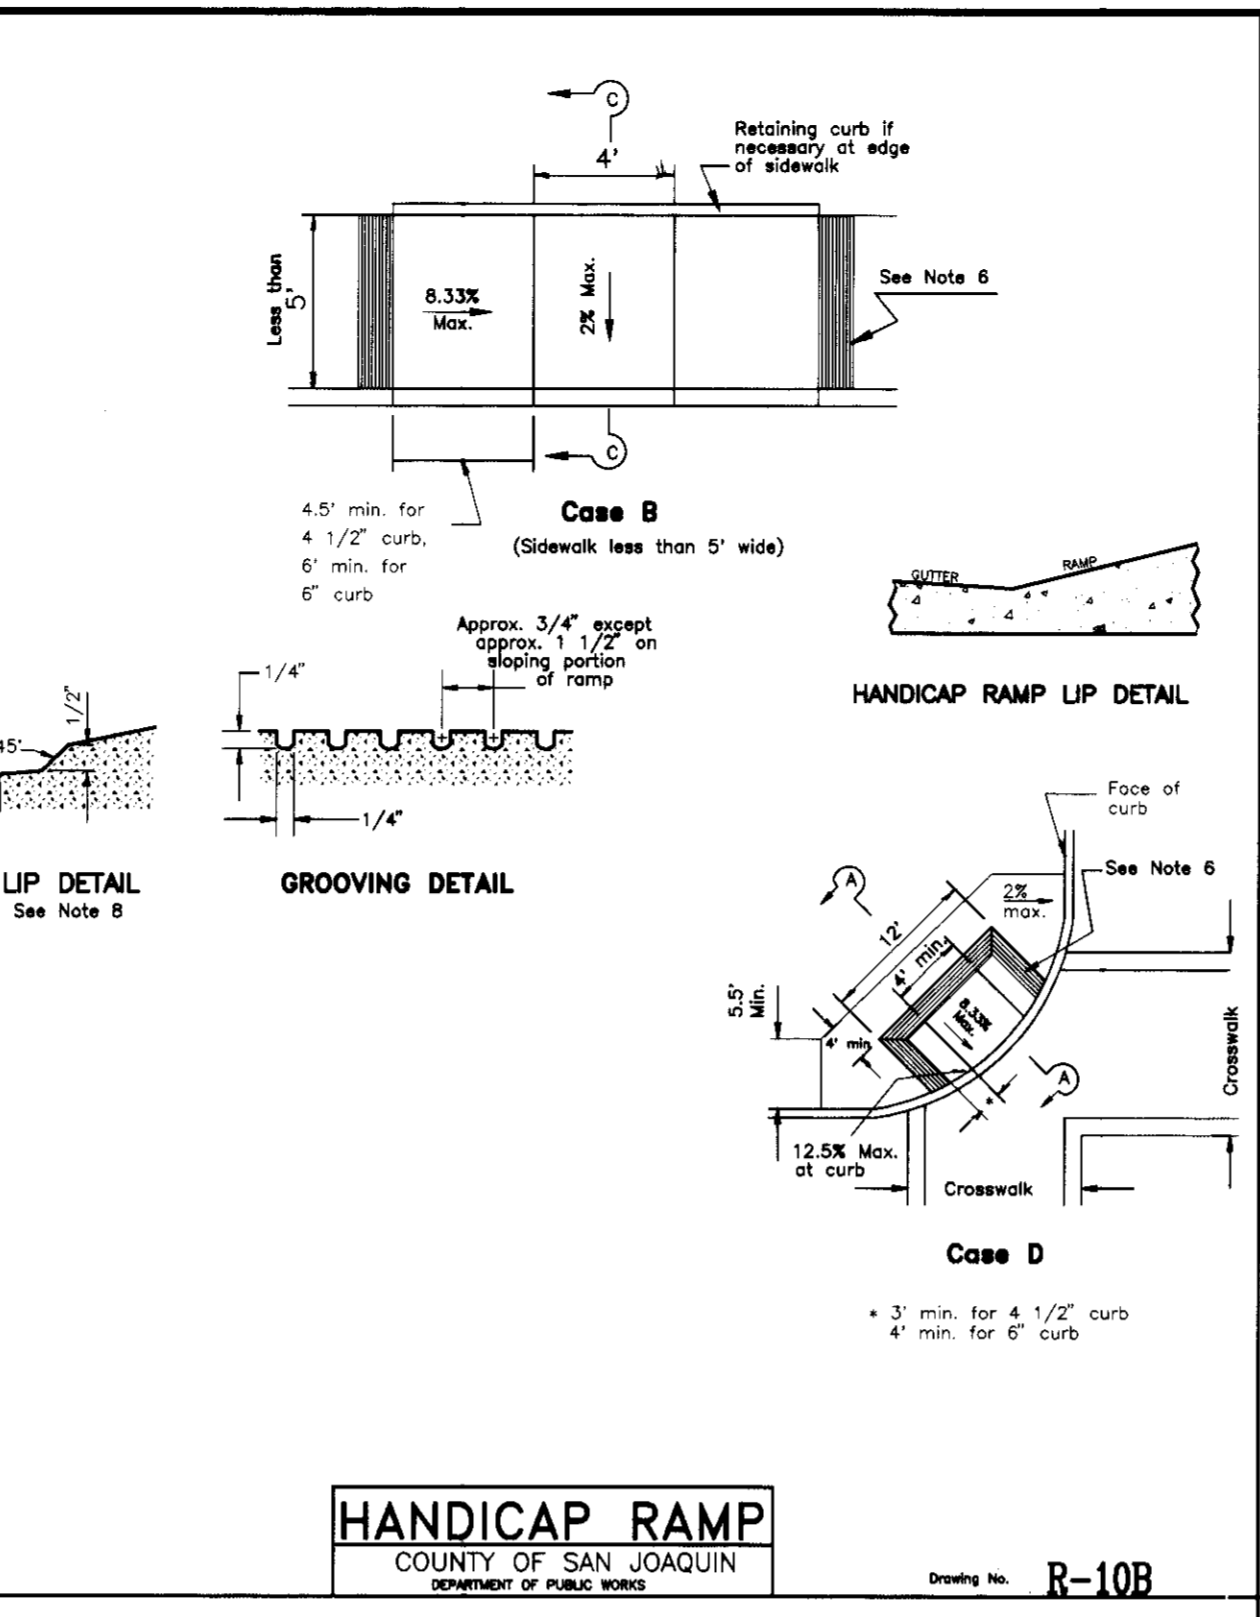 C
4'
Retaining curb if
necessary at edge
of sidewalk
Less than
5'
8.33%
Max.
2% Max.
See Note 6
C
4.5' min. for
4 1/2" curb,
6' min. for
6" curb
Case B
(Sidewalk less than 5' wide)
GUTTER
RAMP
HANDICAP RAMP LIP DETAIL
Approx. 3/4" except
approx. 1 1/2" on
sloping portion
of ramp
1/4"
1/4"
GROOVING DETAIL
1/2"
45'
LIP DETAIL
See Note 8
Face of
curb
See Note 6
A
2%
max.
12'
4' min.
5.5'
Min.
4' min
8.33%
Max.
A
*
12.5% Max.
at curb
Crosswalk
Crosswalk
Case D
* 3' min. for 4 1/2" curb
4' min. for 6" curb
HANDICAP RAMP
COUNTY OF SAN JOAQUIN
DEPARTMENT OF PUBLIC WORKS
Drawing No. R-10B